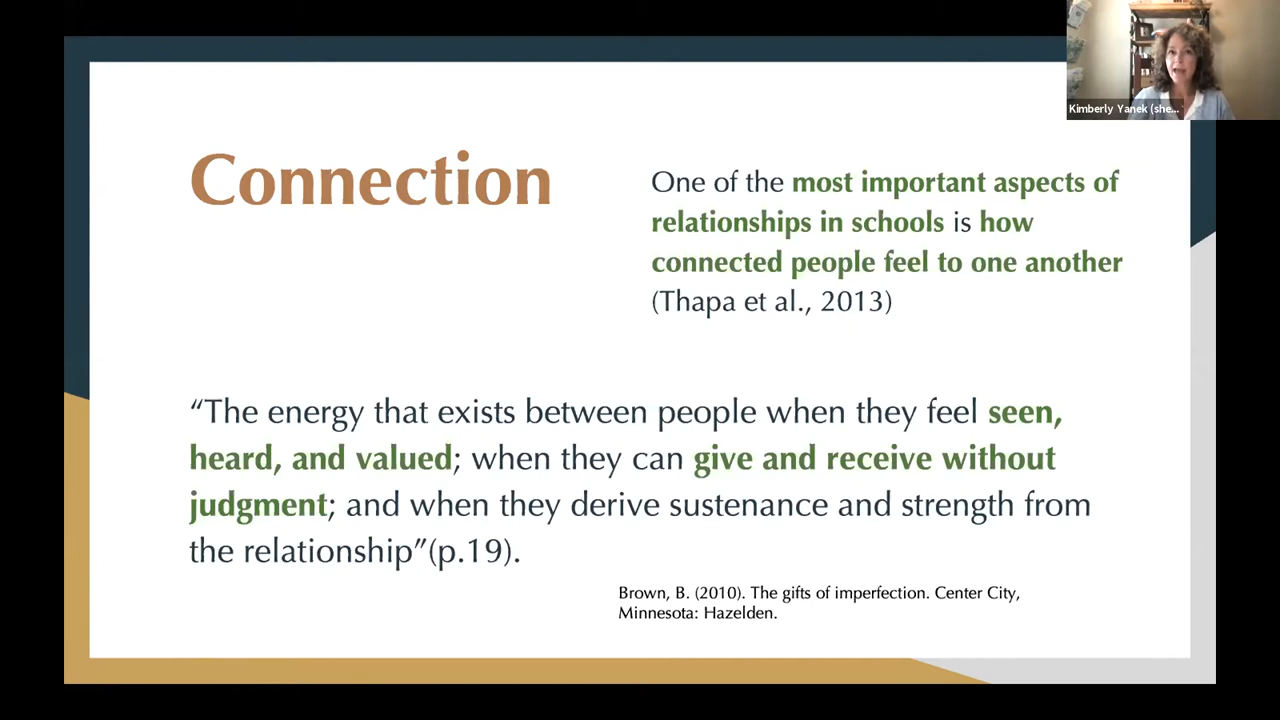 Kimberly Yanek (she...
Connection
One of the most important aspects of
relationships in schools is how
connected people feel to one another
(Thapa et al., 2013)
“The energy that exists between people when they feel seen,
heard, and valued; when they can give and receive without
judgment; and when they derive sustenance and strength from
the relationship”(p.19).
Brown, B. (2010). The gifts of imperfection. Center City,
Minnesota: Hazelden.